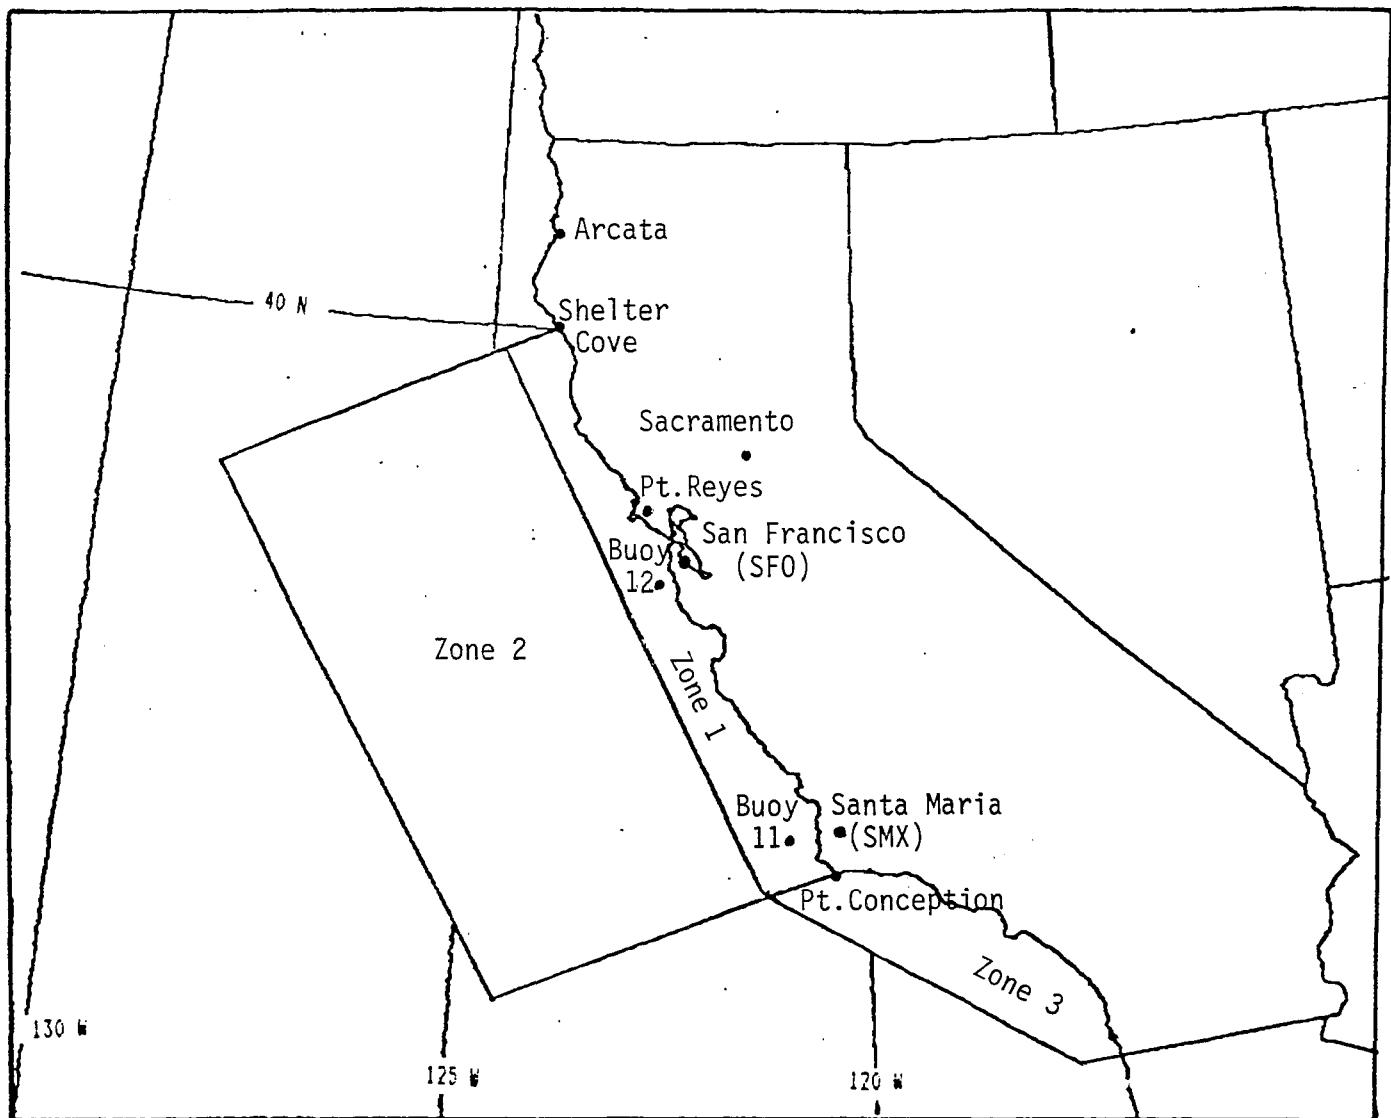 Arcata
40 N
Shelter
Cove
Sacramento
Pt.Reyes
San Francisco
(SFO)
Buoy
12
Zone 2
Zone 1
Buoy
11
Santa Maria
(SMX)
Pt.Conception
Zone 3
130 W
125 W
120 W